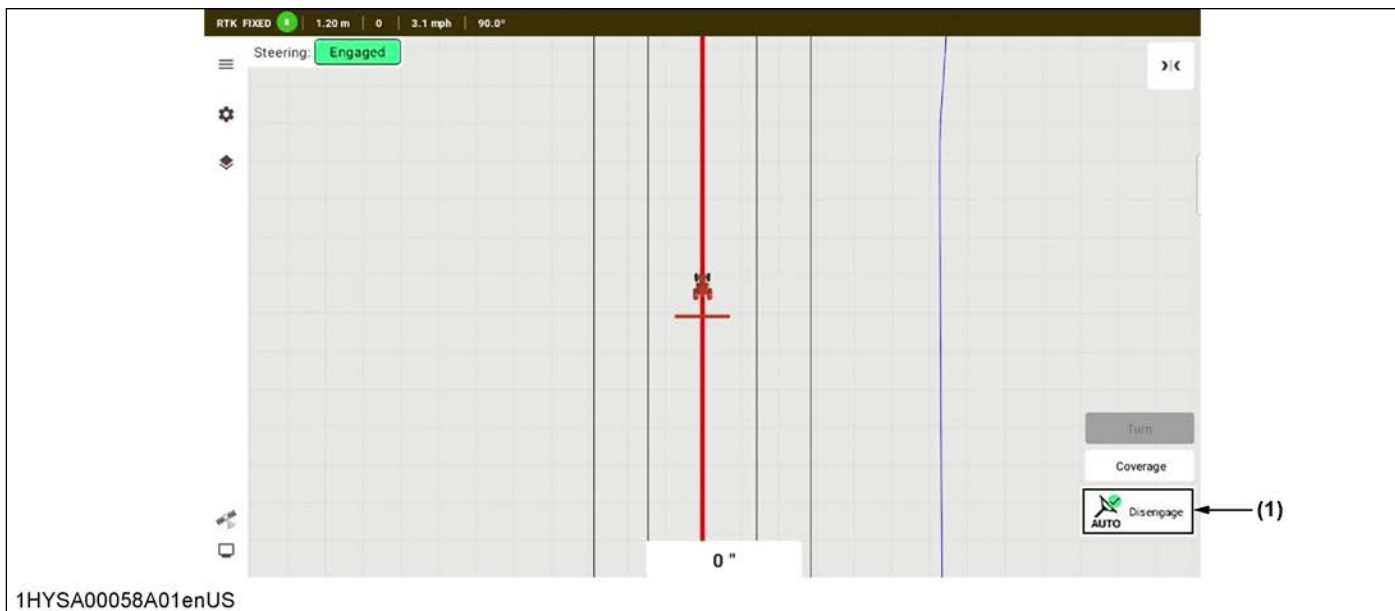 RTK FIXED 1.20 m 0 3.1 mph 90.0°
Steering: Engaged
Turn
Coverage
AUTO Disengage
(1)
0 "
1HYSA00058A01enUS